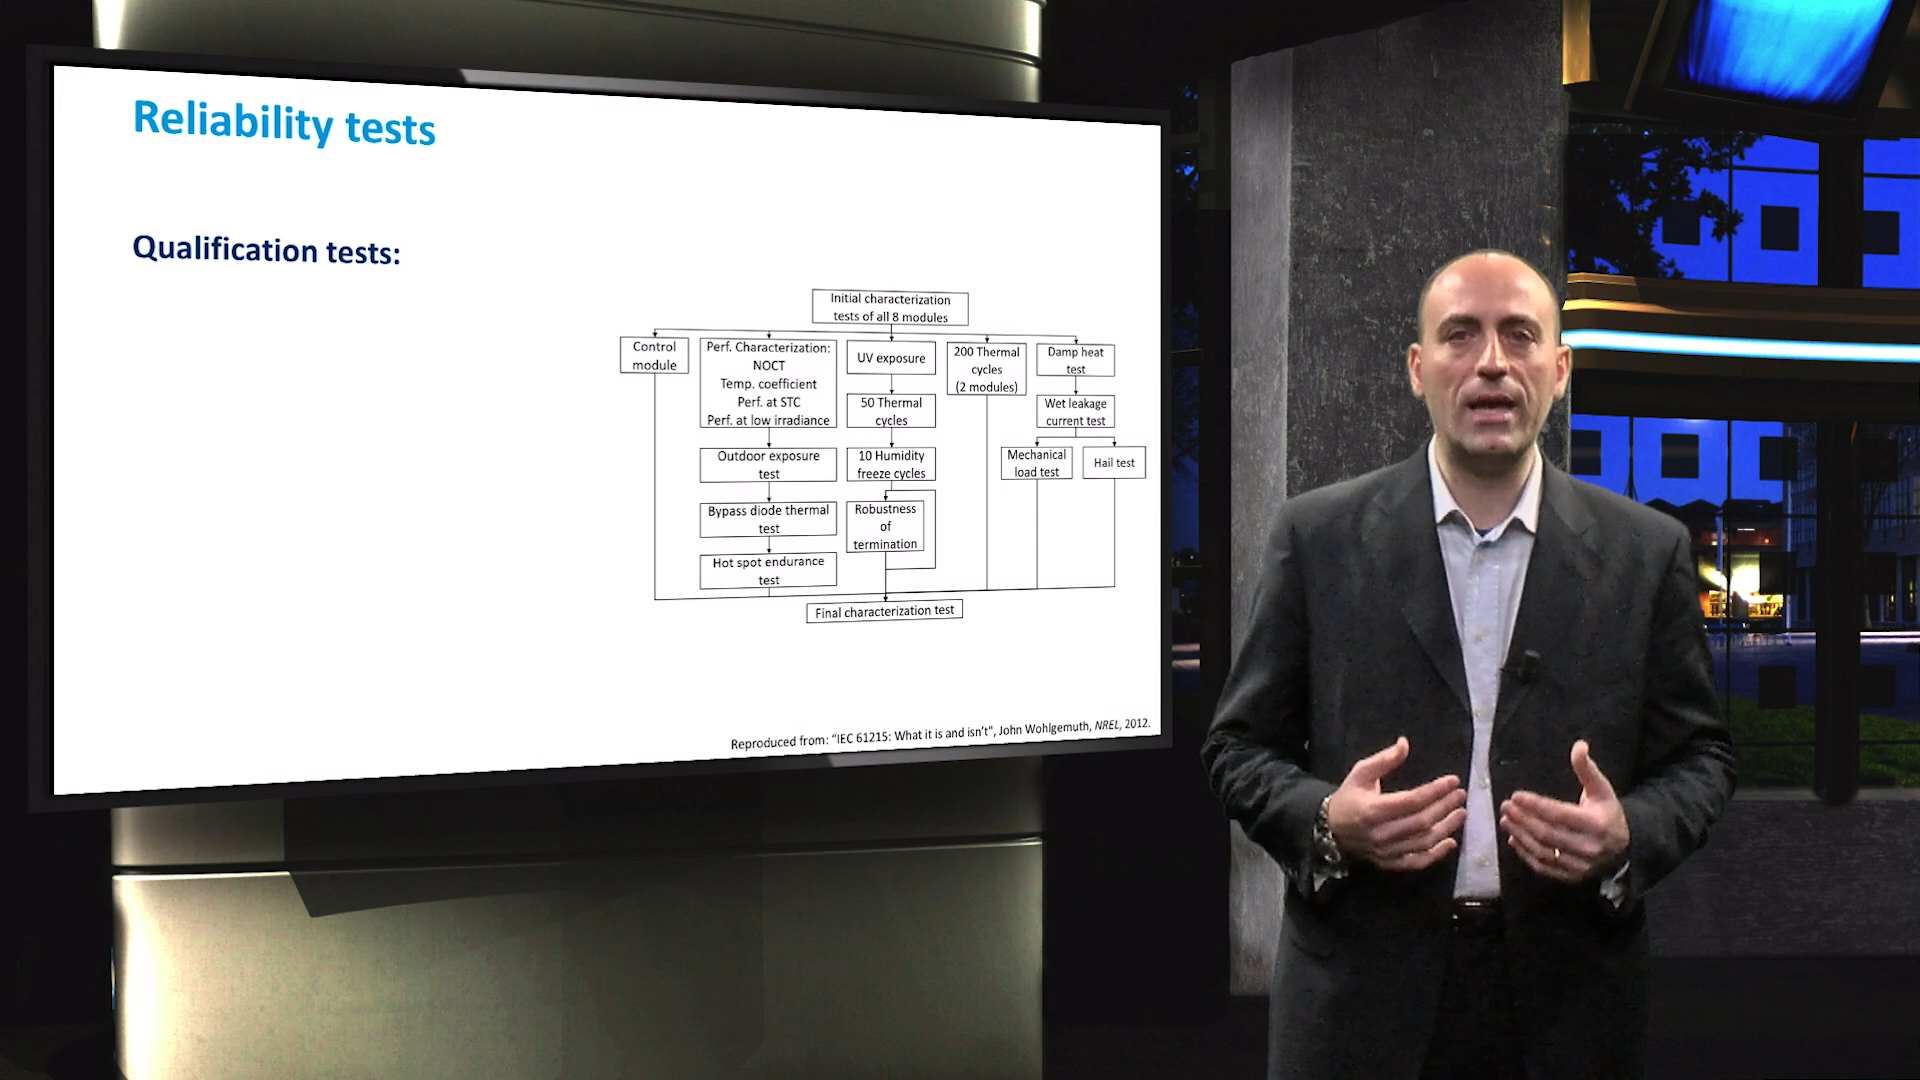 Reliability tests
Qualification tests:
Initial characterization
tests of all 8 modules
Control
module
Perf. Characterization:
NOCT
Temp. coefficient
Perf. at STC
Perf. at low irradiance
UV exposure
200 Thermal
cycles
(2 modules)
Damp heat
test
50 Thermal
cycles
Wet leakage
current test
Outdoor exposure
test
10 Humidity
freeze cycles
Mechanical
load test
Hail test
Bypass diode thermal
test
Robustness
of
termination
Hot spot endurance
test
Final characterization test
Reproduced from: "IEC 61215: What it is and isn't", John Wohlgemuth, NREL, 2012.